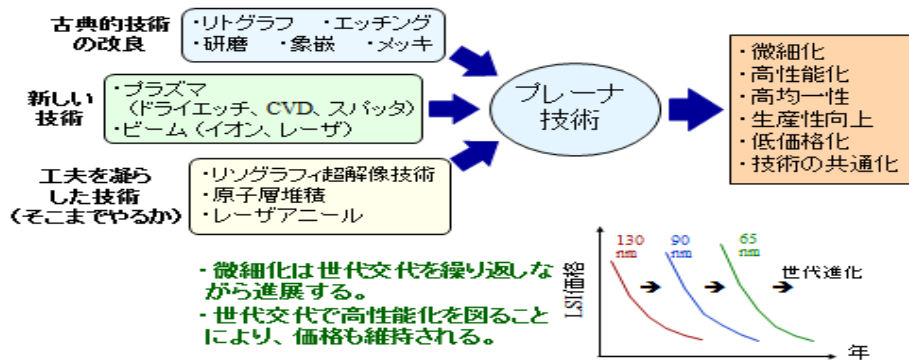 古典的技術
の改良
・リトグラフ ・エッチング
・研磨 ・象嵌 ・メッキ
新しい
技術
・プラズマ
(ドライエッチ、CVD、スパッタ)
・ビーム(イオン、レーザ)
工夫を凝ら
した技術
(そこまでやるか)
・リソグラフィ超解像技術
・原子層堆積
・レーザアニール
プレーナ
技術
・微細化
・高性能化
・高均一性
・生産性向上
・低価格化
・技術の共通化
・微細化は世代交代を繰り返しな
がら進展する。
・世代交代で高性能化を図ること
により、価格も維持される。
LSI価格
130
nm
90
nm
65
nm
世代進化
年